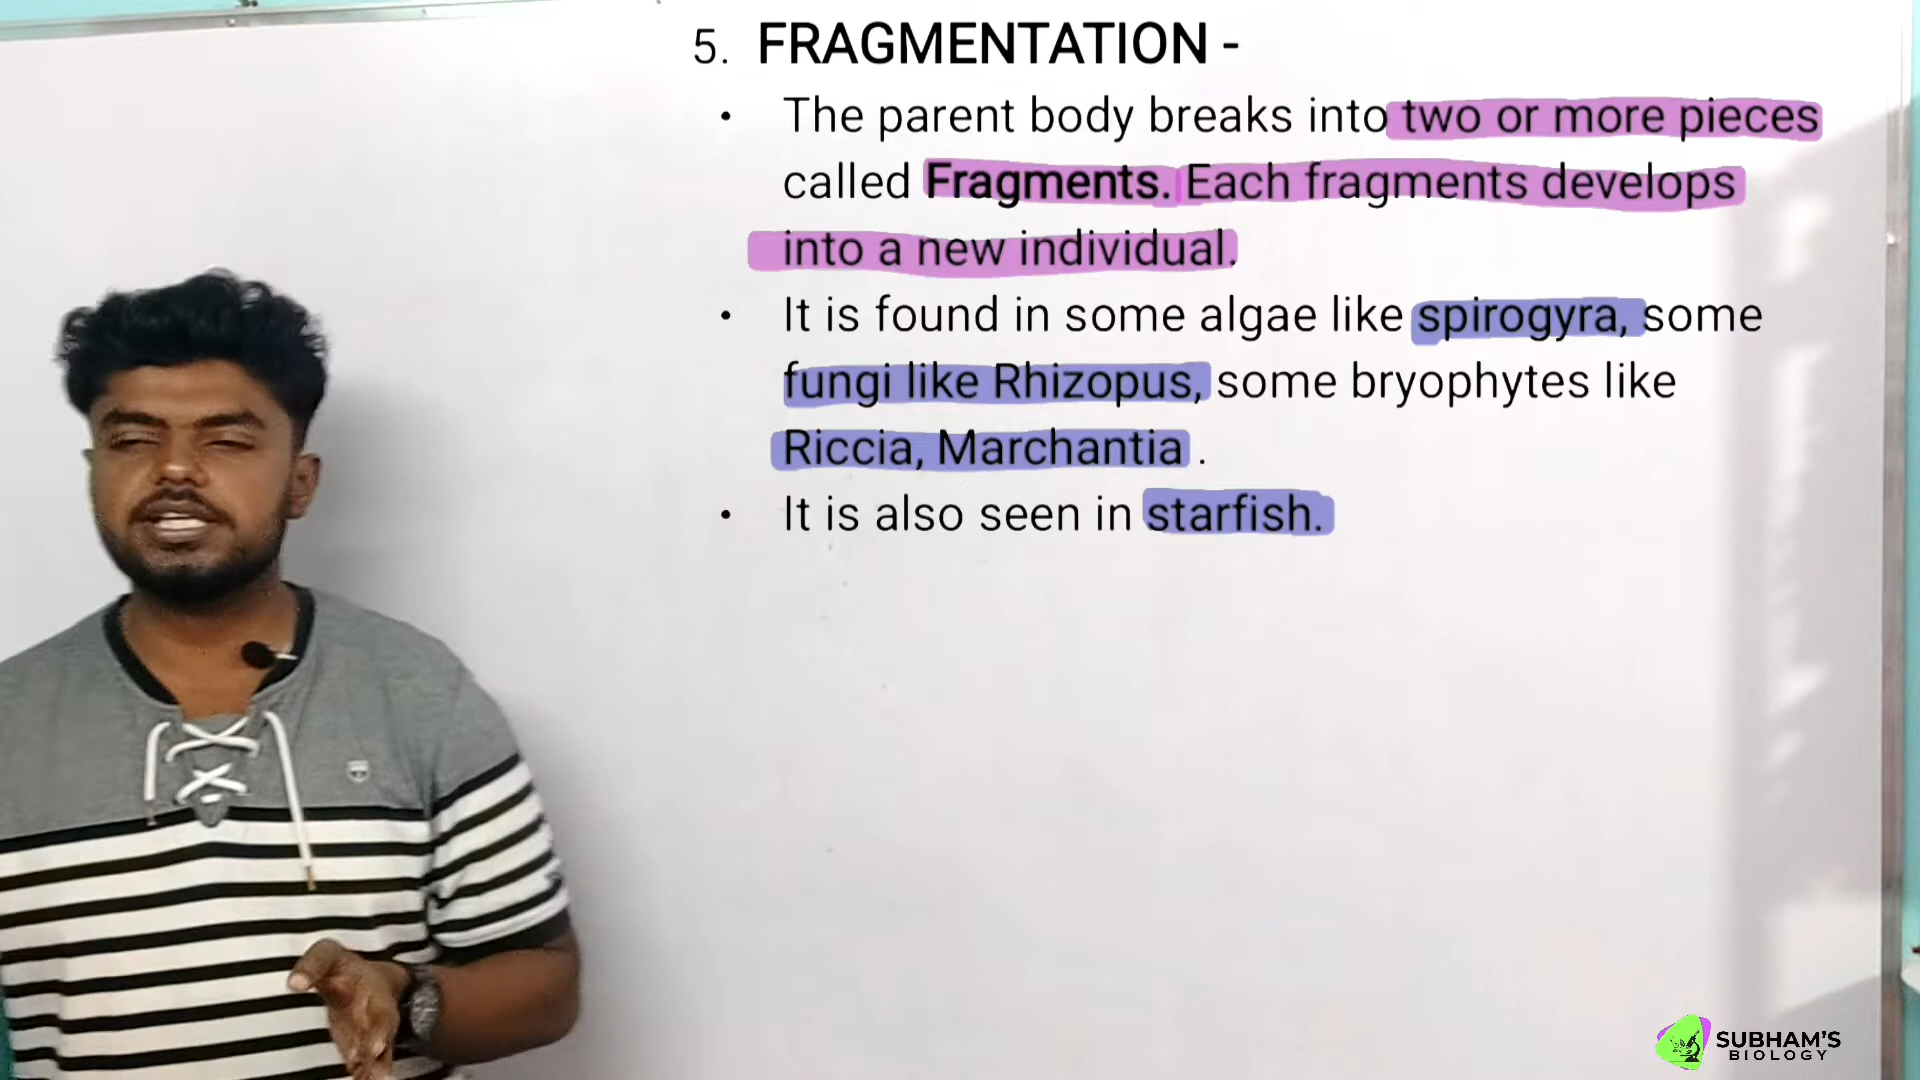 5. FRAGMENTATION -
• The parent body breaks into two or more pieces
called Fragments. Each fragments develops
into a new individual.
• It is found in some algae like spirogyra, some
fungi like Rhizopus, some bryophytes like
Riccia, Marchantia .
• It is also seen in starfish.
SUBHAM'S
BIOLOGY